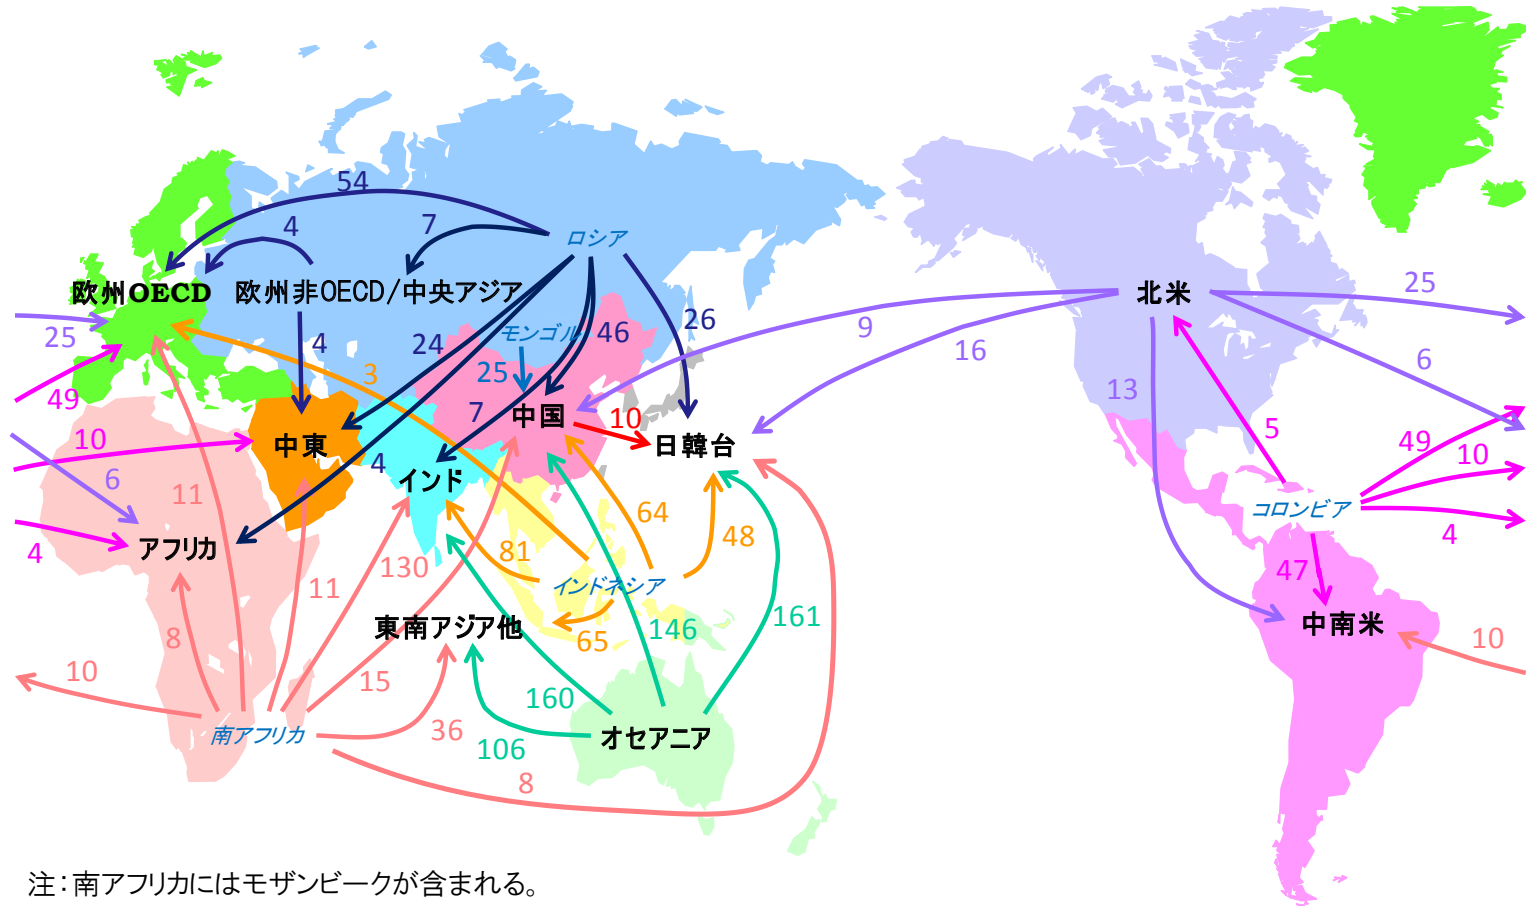 54
4
7
ロシア
欧州OECD
欧州非OECD/中央アジア
北米
25
25
モンゴル
4
24
46
26
9
16
6
3
25
13
49
7
中国
10
日韓台
5
49
10
中東
4
インド
10
6
11
64
48
コロンビア
4
4
アフリカ
81
130
11
インドネシア
47
8
東南アジア他
65
146
161
中南米
10
10
15
160
36
106
南アフリカ
オセアニア
8
注：南アフリカにはモザンビークが含まれる。